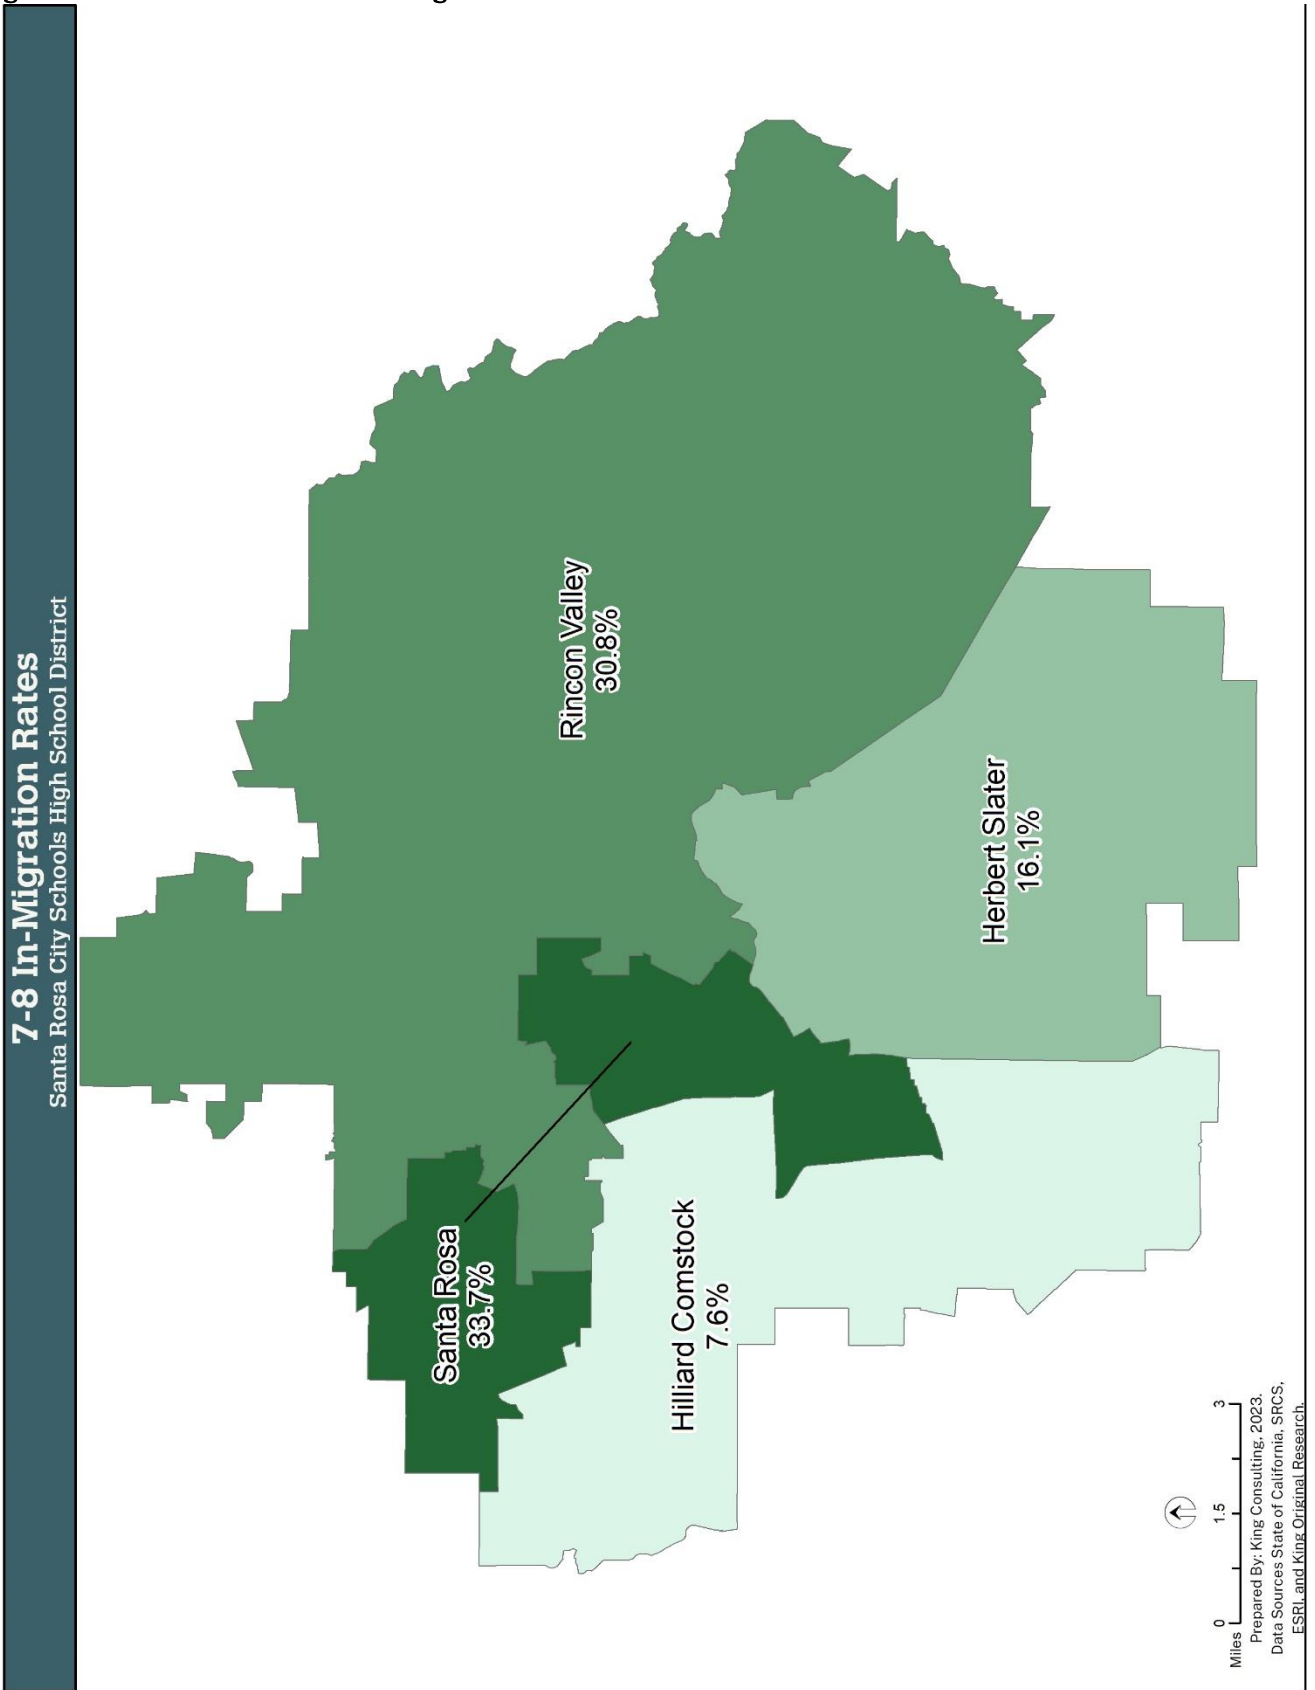 7-8 In-Migration Rates
Santa Rosa City Schools High School District
Rincon Valley
30.8%
Santa Rosa
33.7%
Hilliard Comstock
7.6%
Herbert Slater
16.1%
Miles
0 1.5 3
Prepared By: King Consulting, 2023.
Data Sources State of California, SRCS,
ESRI, and King Original Research.